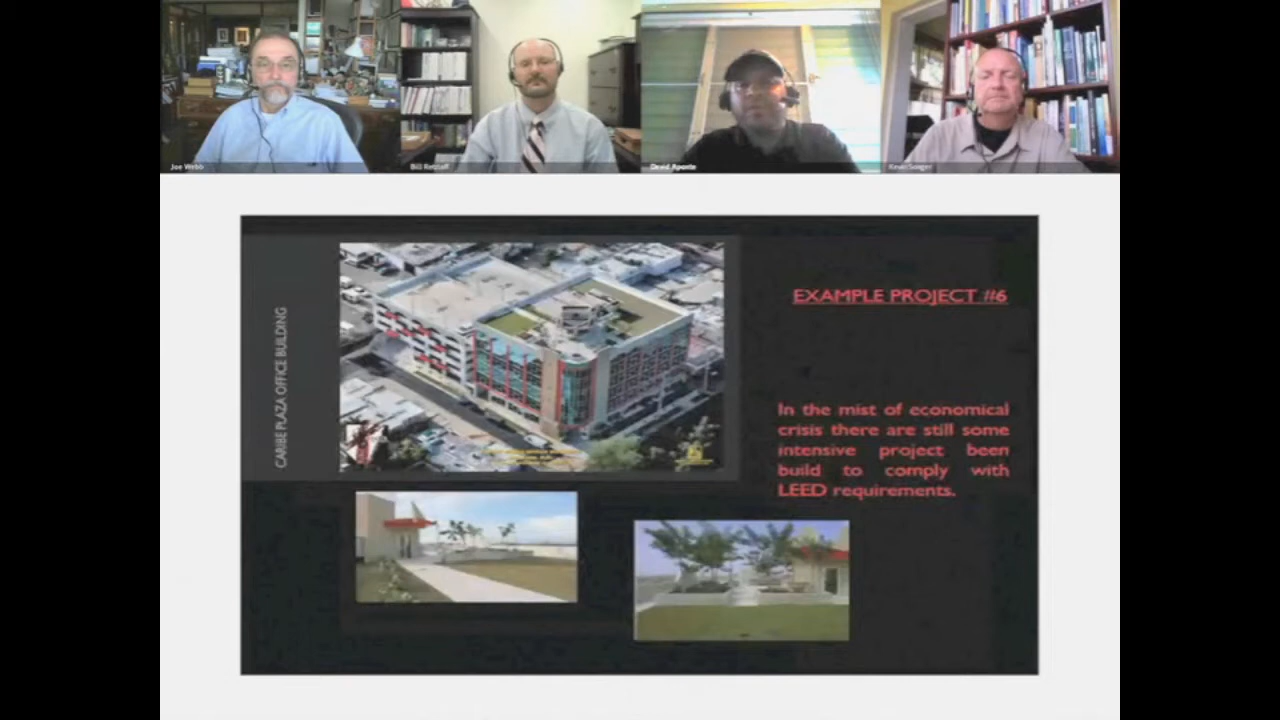 Joe Webb
Bill
David Aponte
EXAMPLE PROJECT #6
CARIBE PLAZA OFFICE BUILDING
In the mist of economical
crisis there are still some
intensive project been
build to comply with
LEED requirements.